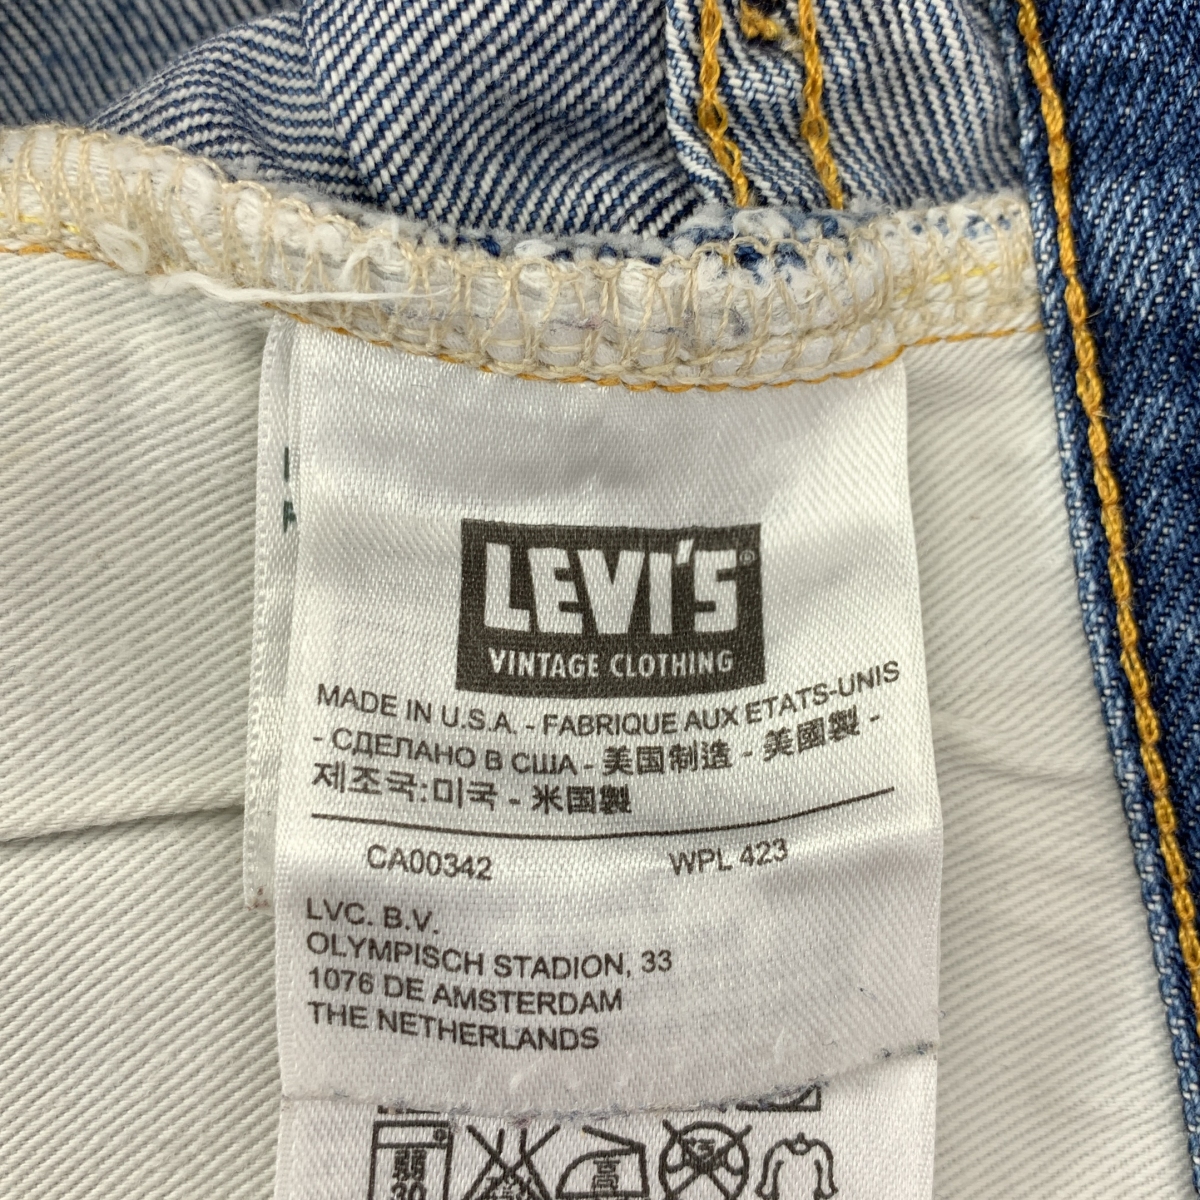 LEVI'S®
VINTAGE CLOTHING
MADE IN U.S.A. - FABRIQUE AUX ETATS-UNIS
- СДЕЛАНО В США - 美国制造 - 美國製 -
제조국:미국 - 米国製
CA00342 WPL 423
LVC. B.V.
OLYMPISCH STADION, 33
1076 DE AMSTERDAM
THE NETHERLANDS
30 高